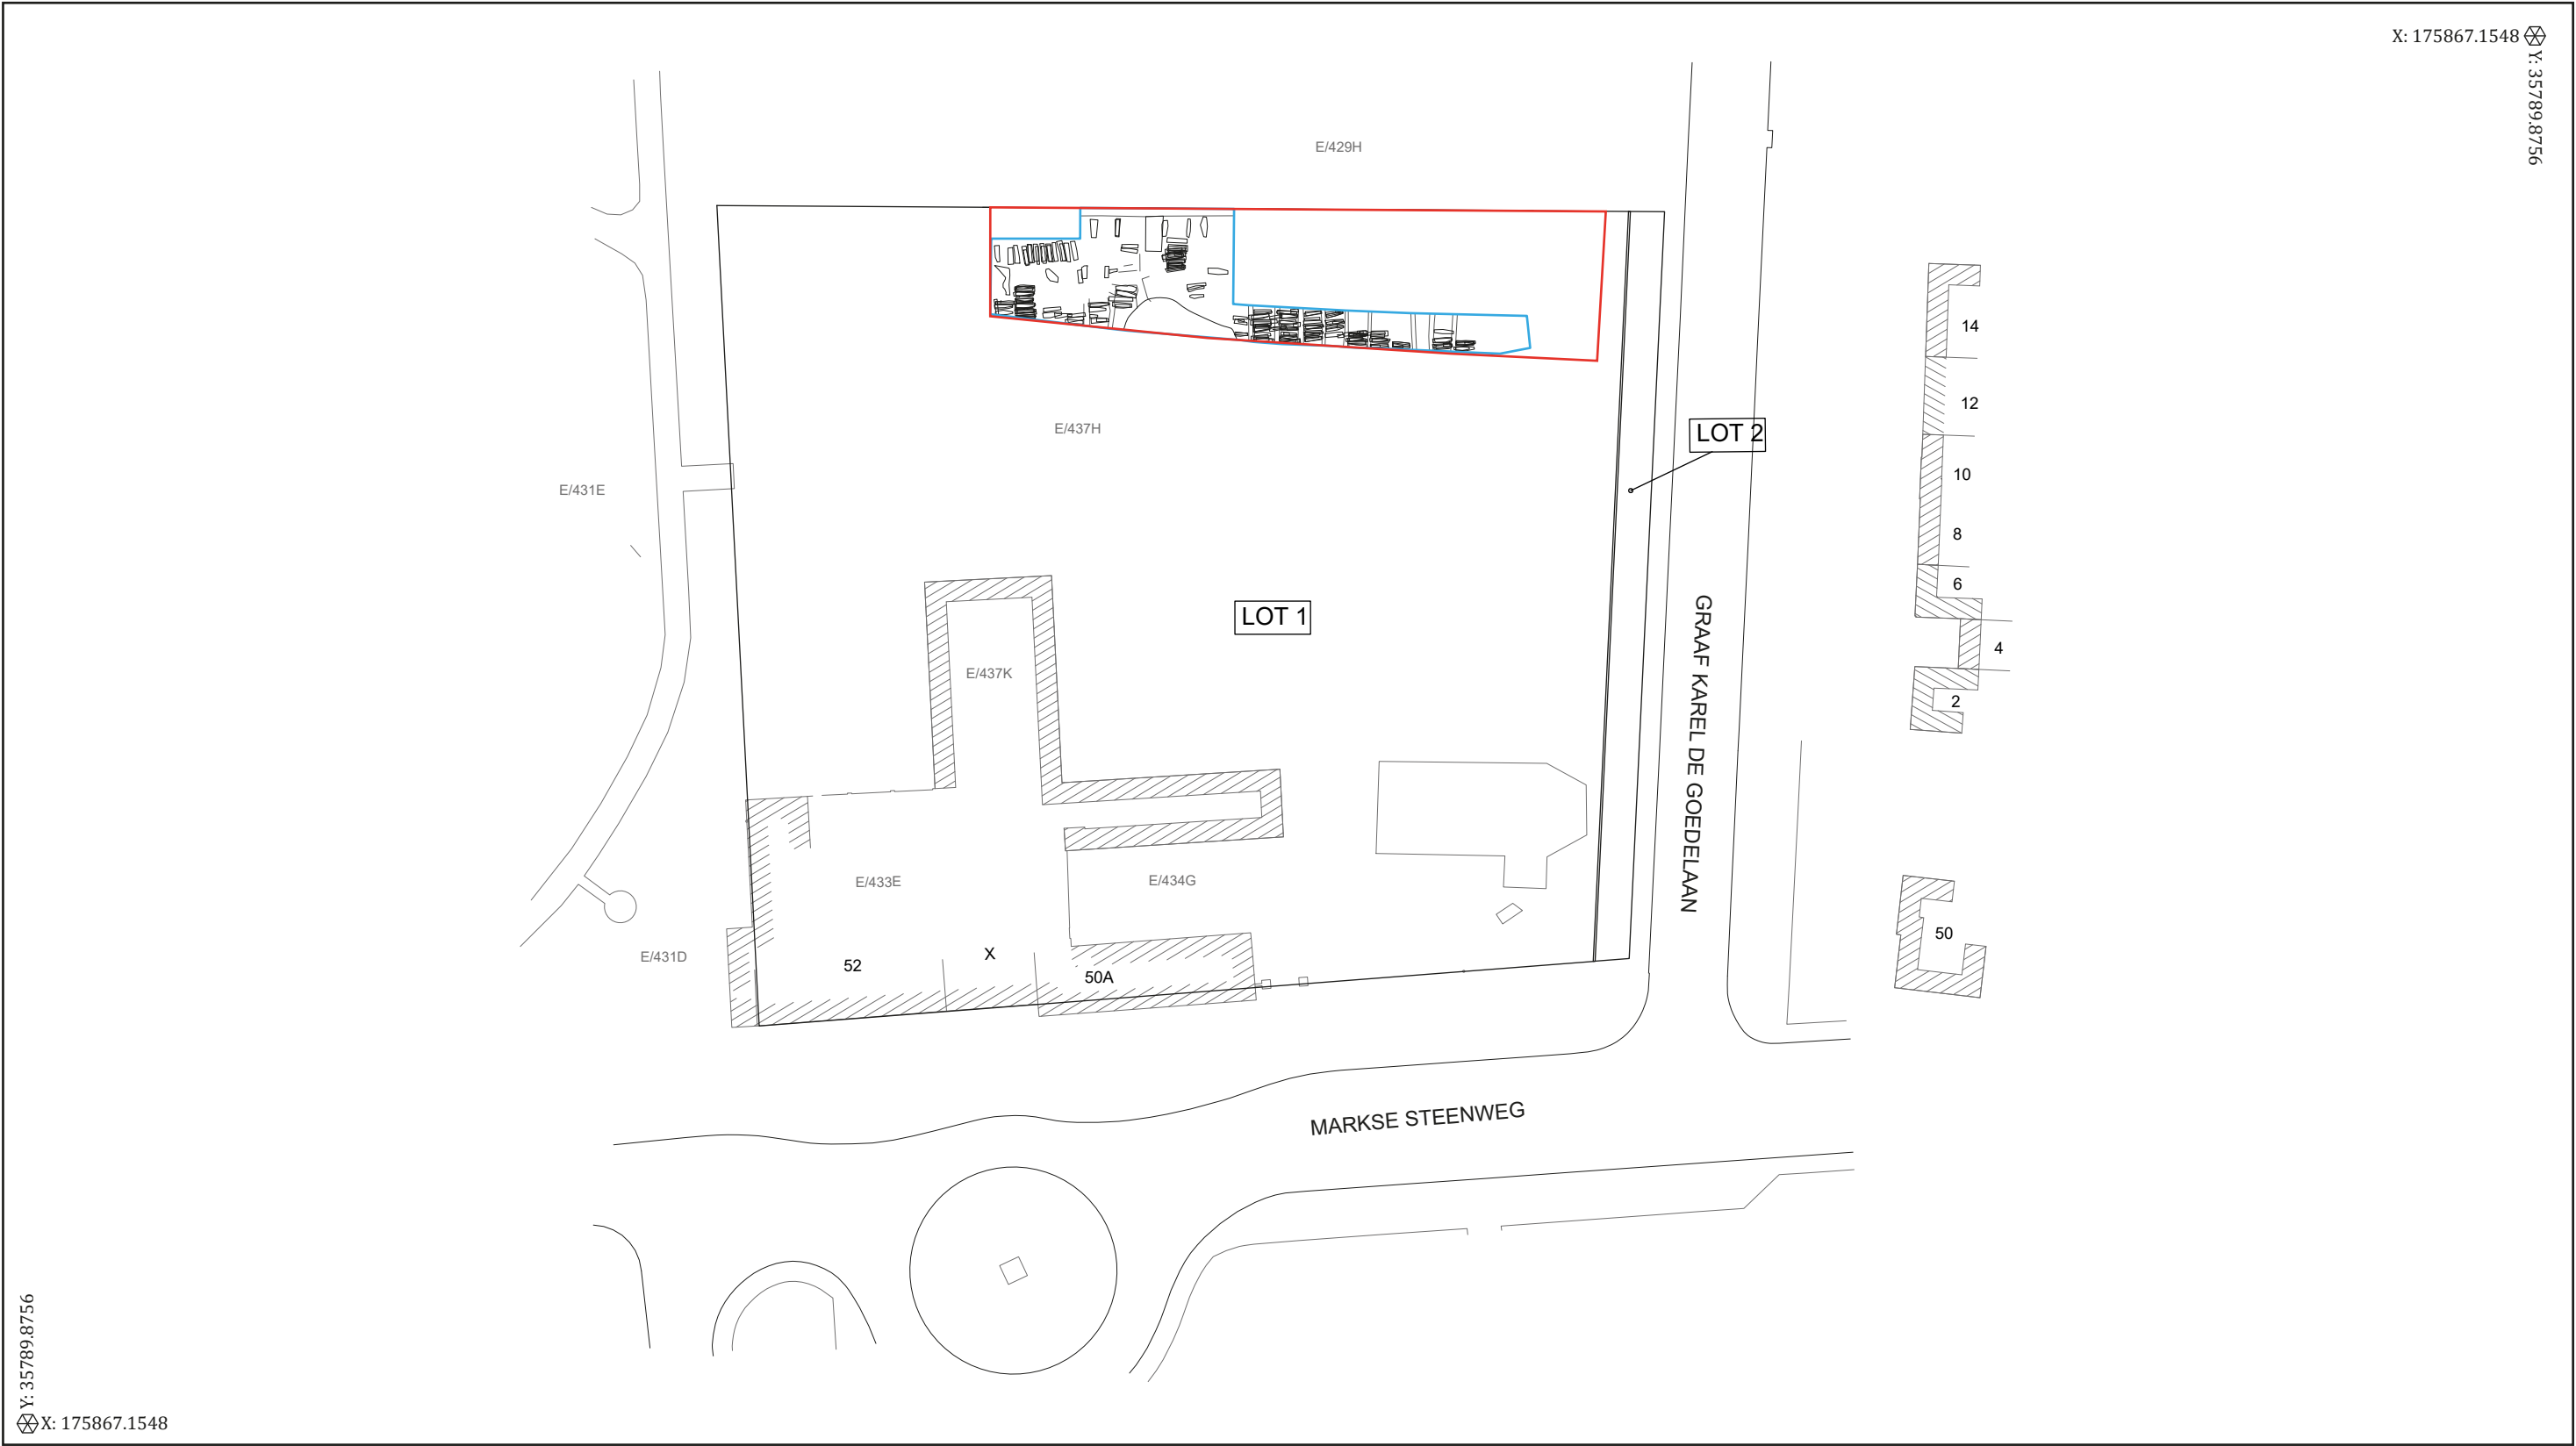 X: 175867.1548
Y: 35789.8756
E/429H
14
12
E/437H
LOT 2
10
E/431E
8
6
LOT 1
4
E/437K
2
GRAAF KAREL DE GOEDELAAN
E/433E
E/434G
50
E/431D
52
X
50A
MARKSE STEENWEG
Y: 35789.8756
X: 175867.1548